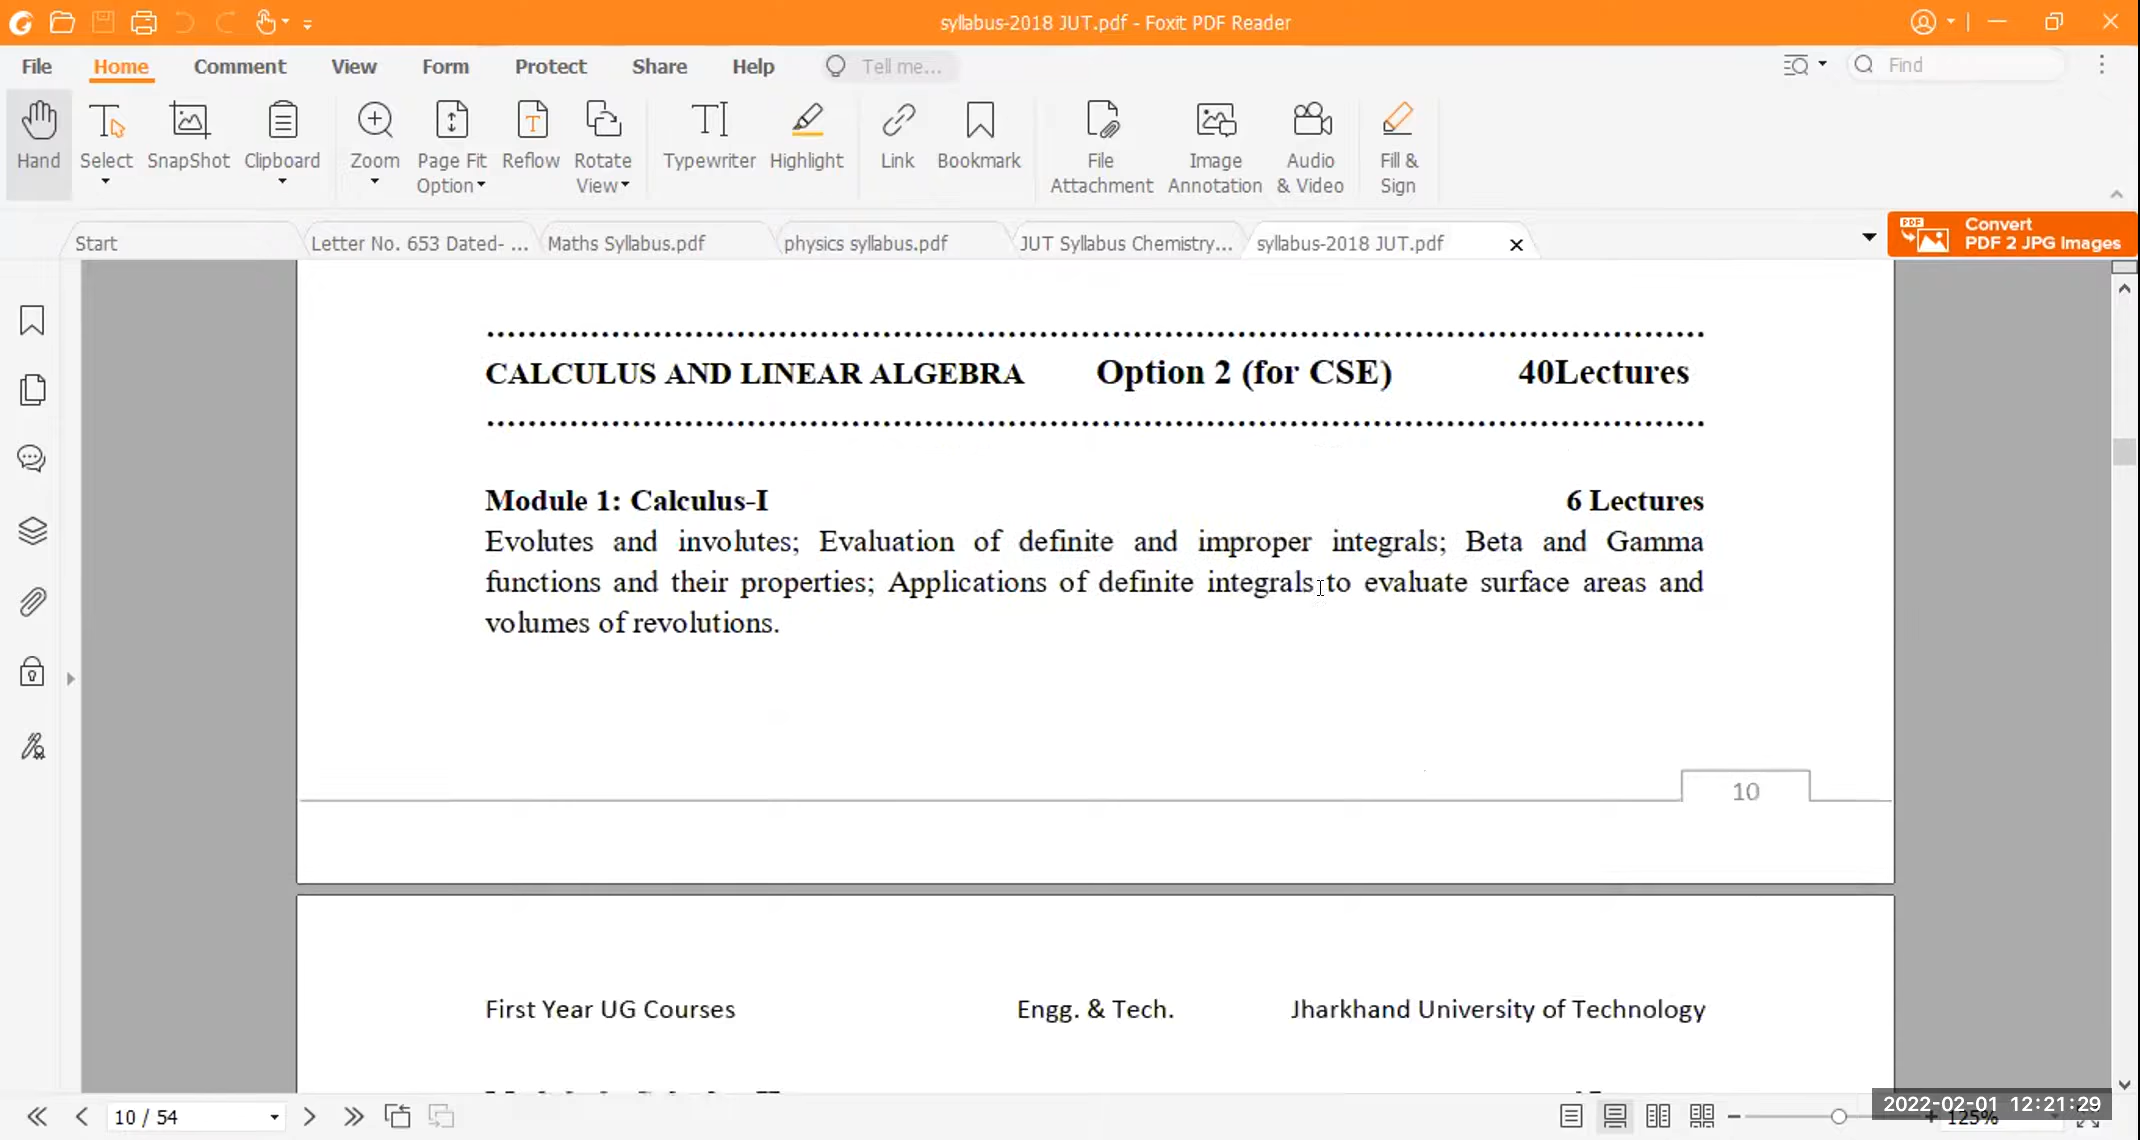 syllabus-2018 JUT.pdf - Foxit PDF Reader
File Home Comment View Form Protect Share Help Tell me... Find
Hand Select SnapShot Clipboard Zoom Page Fit Option Reflow Rotate View Typewriter Highlight Link Bookmark File Attachment Image Annotation Audio & Video Fill & Sign
Start Letter No. 653 Dated- ... Maths Syllabus.pdf physics syllabus.pdf JUT Syllabus Chemistry... syllabus-2018 JUT.pdf
PDF Convert
PDF 2 JPG Images
CALCULUS AND LINEAR ALGEBRA Option 2 (for CSE) 40Lectures
Module 1: Calculus-I 6 Lectures
Evolutes and involutes; Evaluation of definite and improper integrals; Beta and Gamma
functions and their properties; Applications of definite integrals to evaluate surface areas and
volumes of revolutions.
10
First Year UG Courses Engg. & Tech. Jharkhand University of Technology
10 / 54 125%
2022-02-01 12:21:29